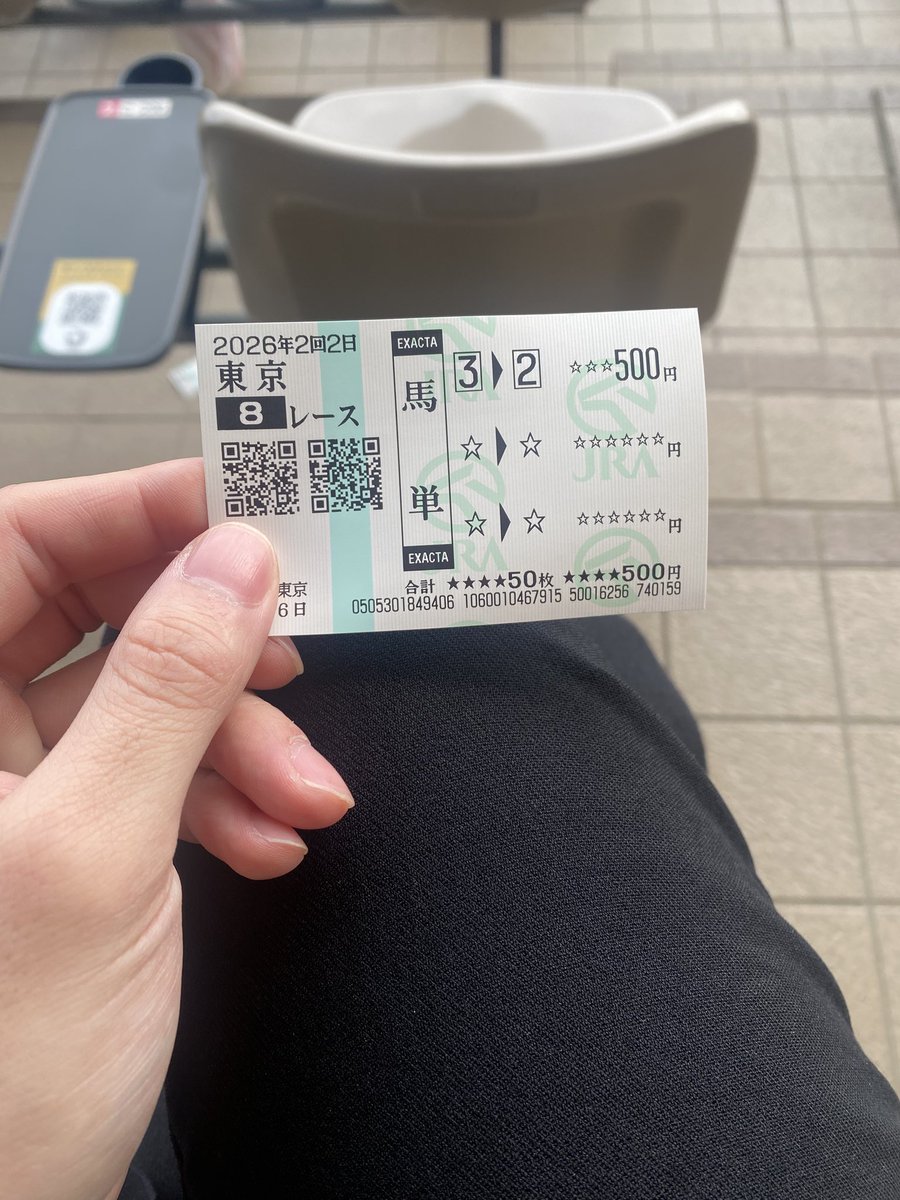 2026年2回2日
東京
8レース
EXACTA
馬単
EXACTA
3▶2 ☆☆☆500円
☆▶☆ ☆☆☆☆☆☆円
☆▶☆ ☆☆☆☆☆☆円
JRA
JRA
JRA
東京
6日
合計 ★★★★50枚 ★★★★500円
0505301849406 1060010467915 50016256 740159